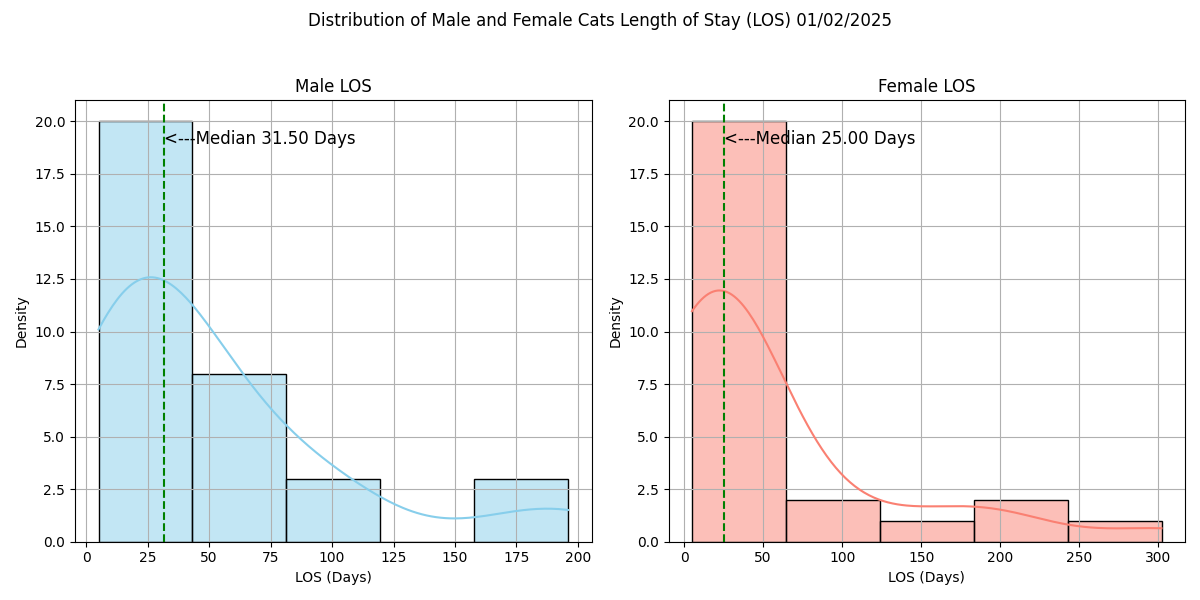 Distribution of Male and Female Cats Length of Stay (LOS) 01/02/2025
Male LOS
20.0
17.5
15.0
12.5
10.0
7.5
5.0
2.5
0.0
Density
<---Median 31.50 Days
0 25 50 75 100 125 150 175 200
LOS (Days)
Female LOS
20.0
17.5
15.0
12.5
10.0
7.5
5.0
2.5
0.0
Density
<---Median 25.00 Days
0 50 100 150 200 250 300
LOS (Days)